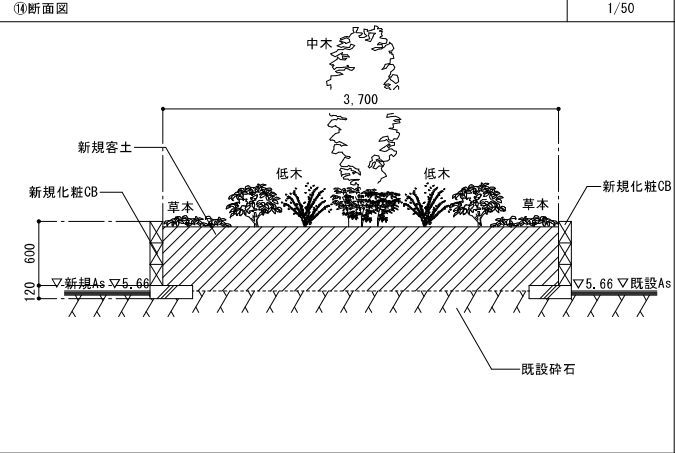 ⑭断面図
1/50
中木
3,700
新規客土
低木
低木
新規化粧CB
新規化粧CB
草本
草本
600
▽新規As ▽5.66
▽5.66 ▽既設As
120
既設砕石